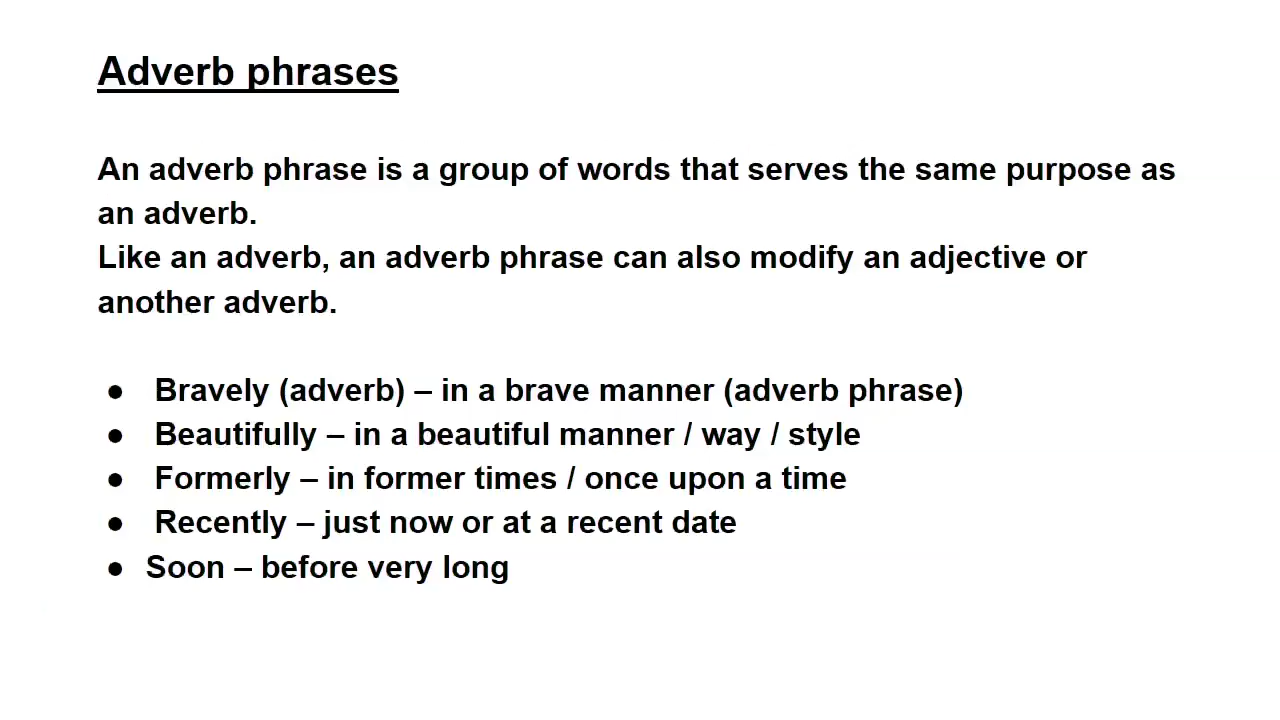 Adverb phrases
An adverb phrase is a group of words that serves the same purpose as
an adverb.
Like an adverb, an adverb phrase can also modify an adjective or
another adverb.
● Bravely (adverb) – in a brave manner (adverb phrase)
● Beautifully – in a beautiful manner / way / style
● Formerly – in former times / once upon a time
● Recently – just now or at a recent date
● Soon – before very long